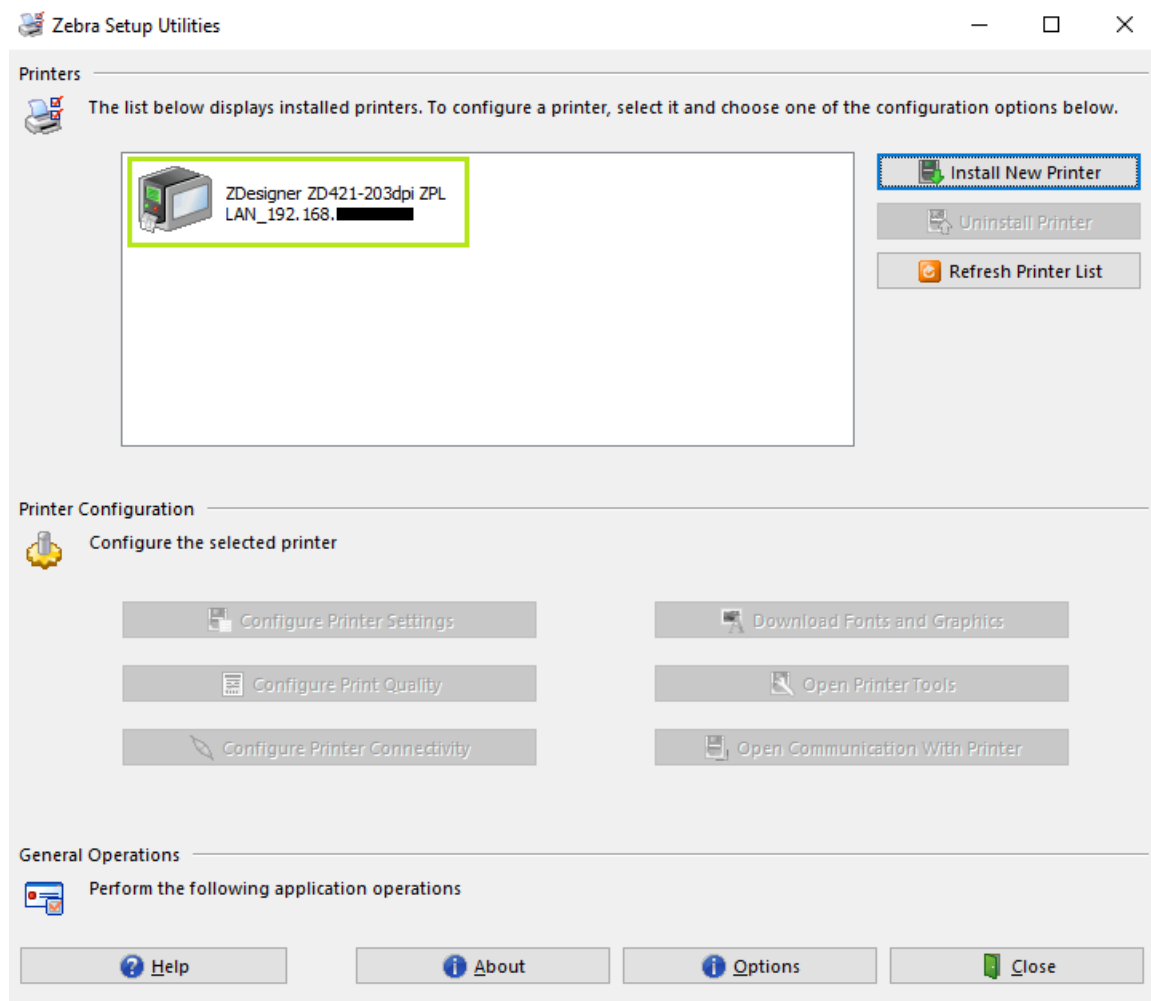 Zebra Setup Utilities
Printers
The list below displays installed printers. To configure a printer, select it and choose one of the configuration options below.
ZDesigner ZD421-203dpi ZPL
LAN_192.168.
Install New Printer
Uninstall Printer
Refresh Printer List
Printer Configuration
Configure the selected printer
Configure Printer Settings
Download Fonts and Graphics
Configure Print Quality
Open Printer Tools
Configure Printer Connectivity
Open Communication With Printer
General Operations
Perform the following application operations
Help
About
Options
Close